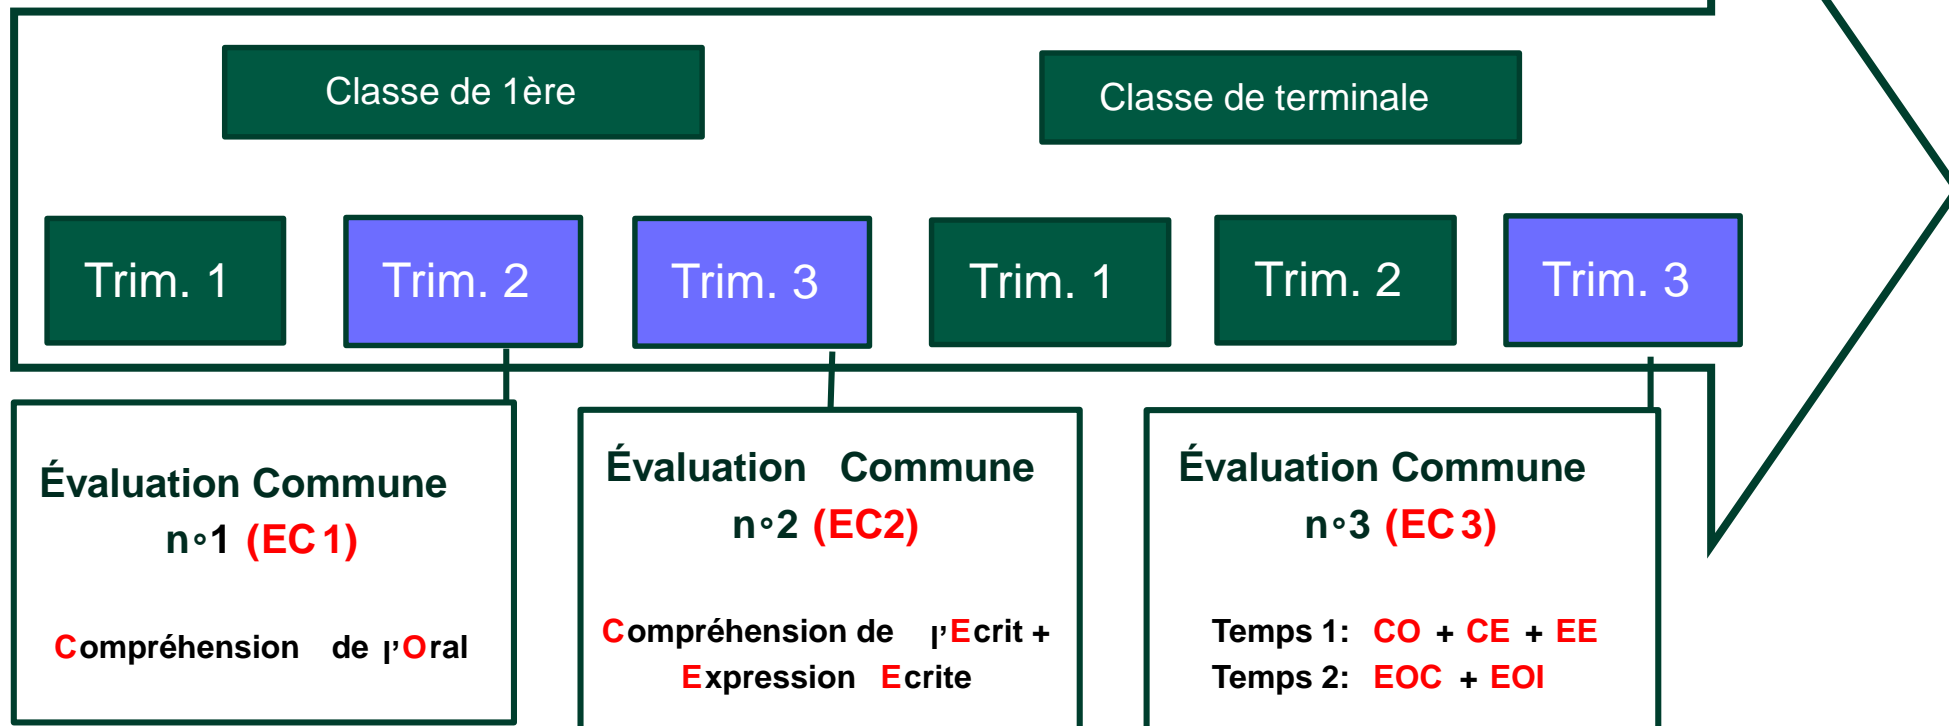 Classe de 1ère
Classe de terminale
Trim. 1
Trim. 2
Trim. 3
Trim. 1
Trim. 2
Trim. 3
Évaluation Commune
n°1 (EC 1)
Compréhension de l'Oral
Évaluation Commune
n°2 (EC2)
Compréhension de l'Ecrit +
Expression Ecrite
Évaluation Commune
n°3 (EC 3)
Temps 1: CO + CE + EE
Temps 2: EOC + EOI